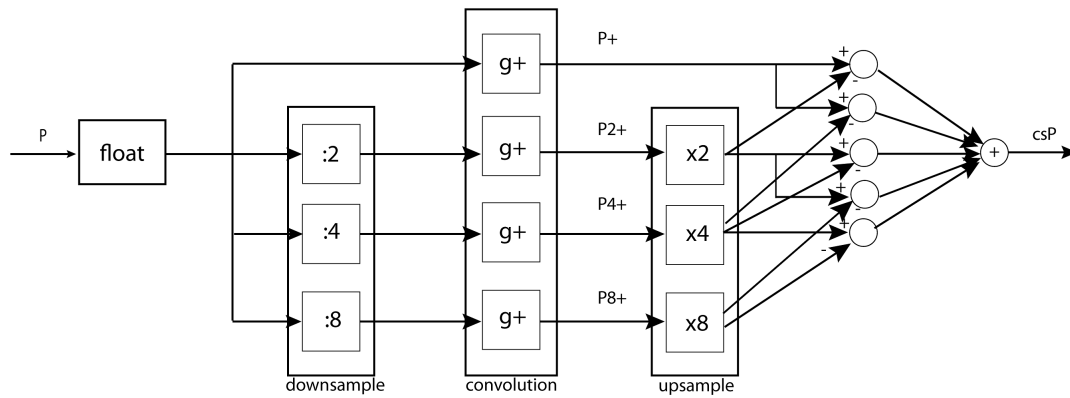 P
float
:2
:4
:8
downsample
g+
g+
g+
g+
convolution
P+
P2+
P4+
P8+
x2
x4
x8
upsample
+
-
+
-
+
-
+
-
+
-
+
csP